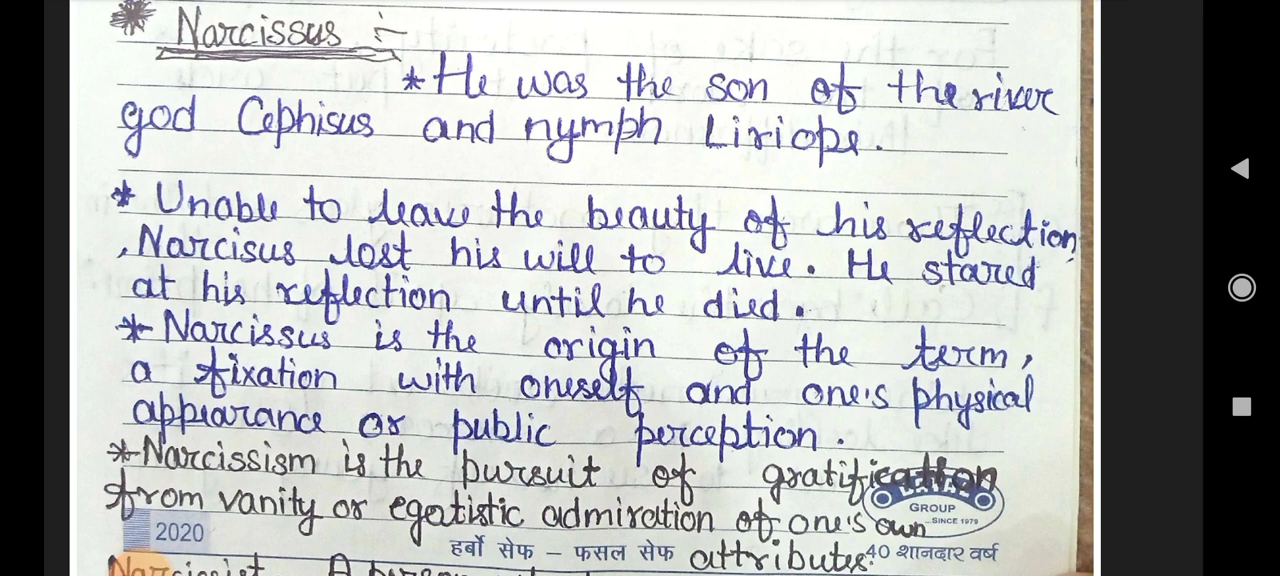 * Narcissus :-
* He was the son of the river
god Cephisus and nymph Liriope.
* Unable to leave the beauty of his reflection
, Narcisus lost his will to live. He stared
at his reflection until he died.
* Narcissus is the origin of the term,
a fixation with oneself and one's physical
appearance or public perception.
* Narcissism is the pursuit of gratification
from vanity or egotistic admiration of one's own
attributes.
GROUP
...SINCE 1979
2020
हर्बो सेफ – फसल सेफ
40 शानदार वर्ष
Narcissist
A person